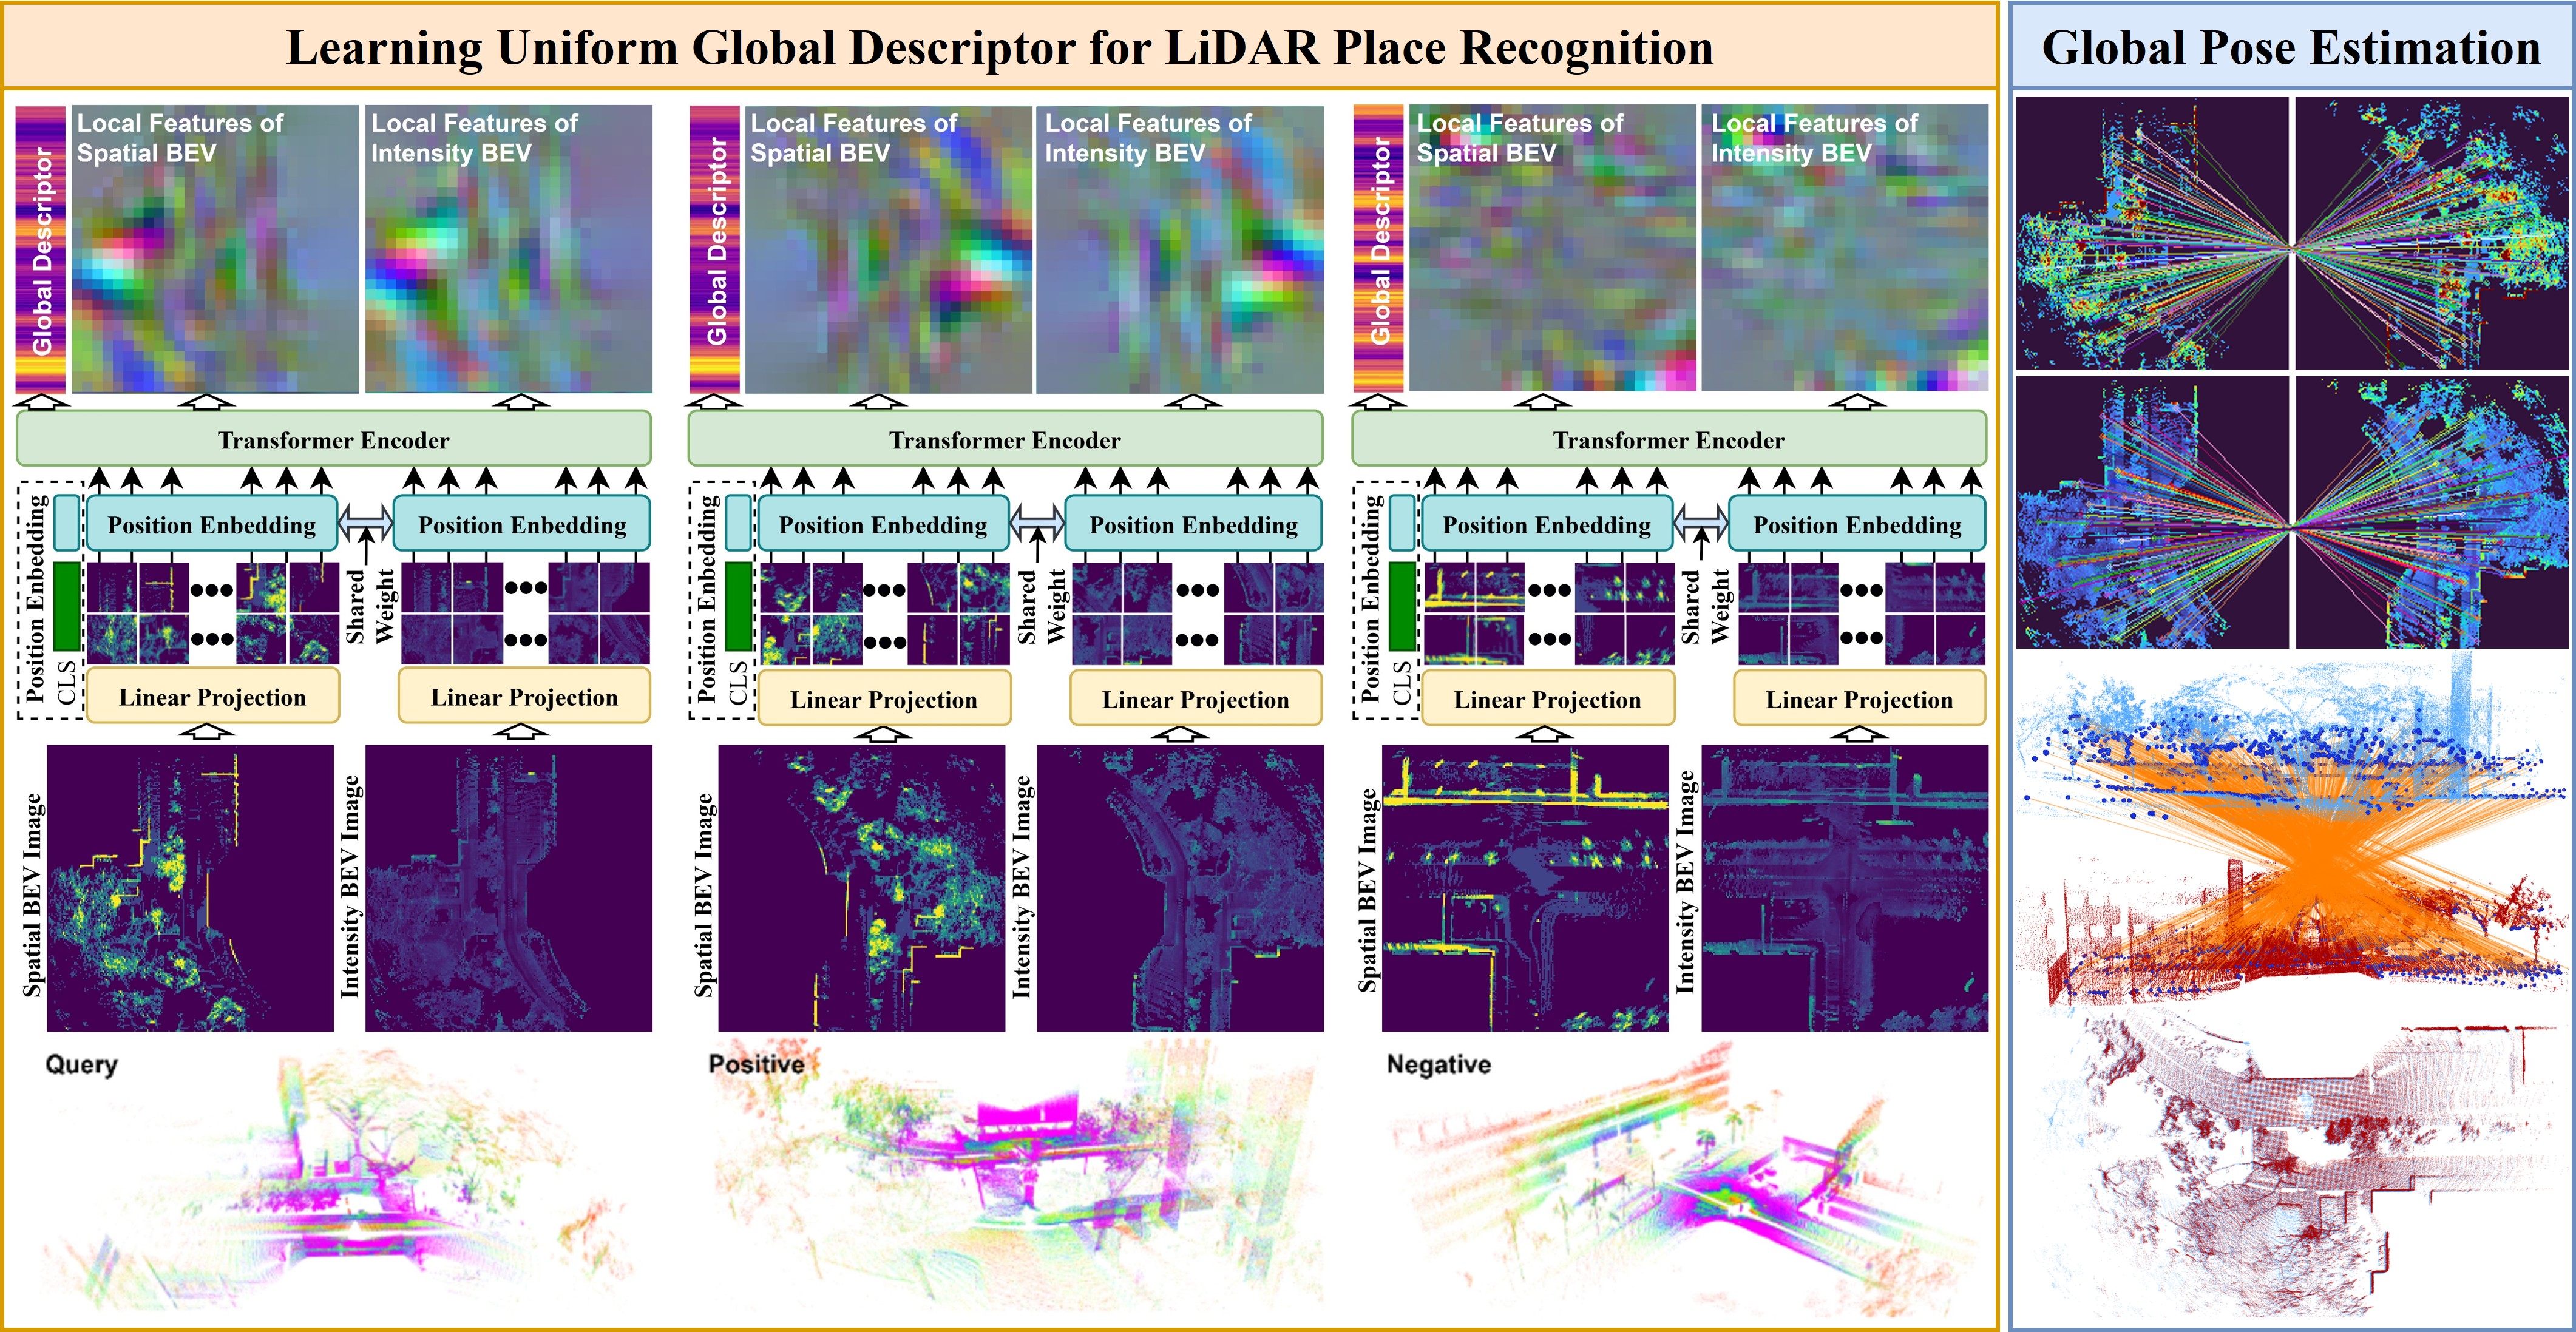 Learning Uniform Global Descriptor for LiDAR Place Recognition
Global Descriptor
Local Features of
Spatial BEV
Local Features of
Intensity BEV
Transformer Encoder
Position Embedding
CLS
Position Enbedding
Position Enbedding
Shared
Weight
Linear Projection
Linear Projection
Spatial BEV Image
Intensity BEV Image
Query
Global Descriptor
Local Features of
Spatial BEV
Local Features of
Intensity BEV
Transformer Encoder
Position Embedding
CLS
Position Enbedding
Position Enbedding
Shared
Weight
Linear Projection
Linear Projection
Spatial BEV Image
Intensity BEV Image
Positive
Global Descriptor
Local Features of
Spatial BEV
Local Features of
Intensity BEV
Transformer Encoder
Position Embedding
CLS
Position Enbedding
Position Enbedding
Shared
Weight
Linear Projection
Linear Projection
Spatial BEV Image
Intensity BEV Image
Negative
Global Pose Estimation